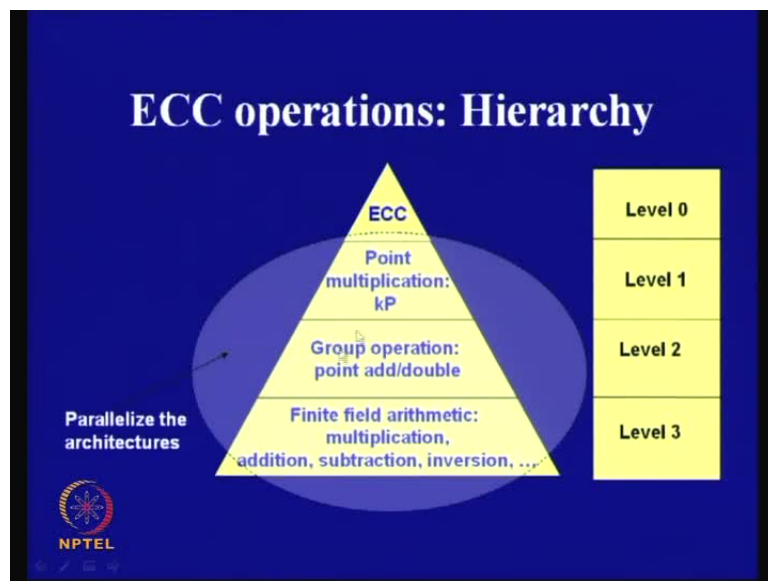 ECC operations: Hierarchy
ECC
Level 0
Point
multiplication:
kP
Level 1
Group operation:
point add/double
Level 2
Finite field arithmetic:
multiplication,
addition, subtraction, inversion, ...
Level 3
Parallelize the
architectures
NPTEL